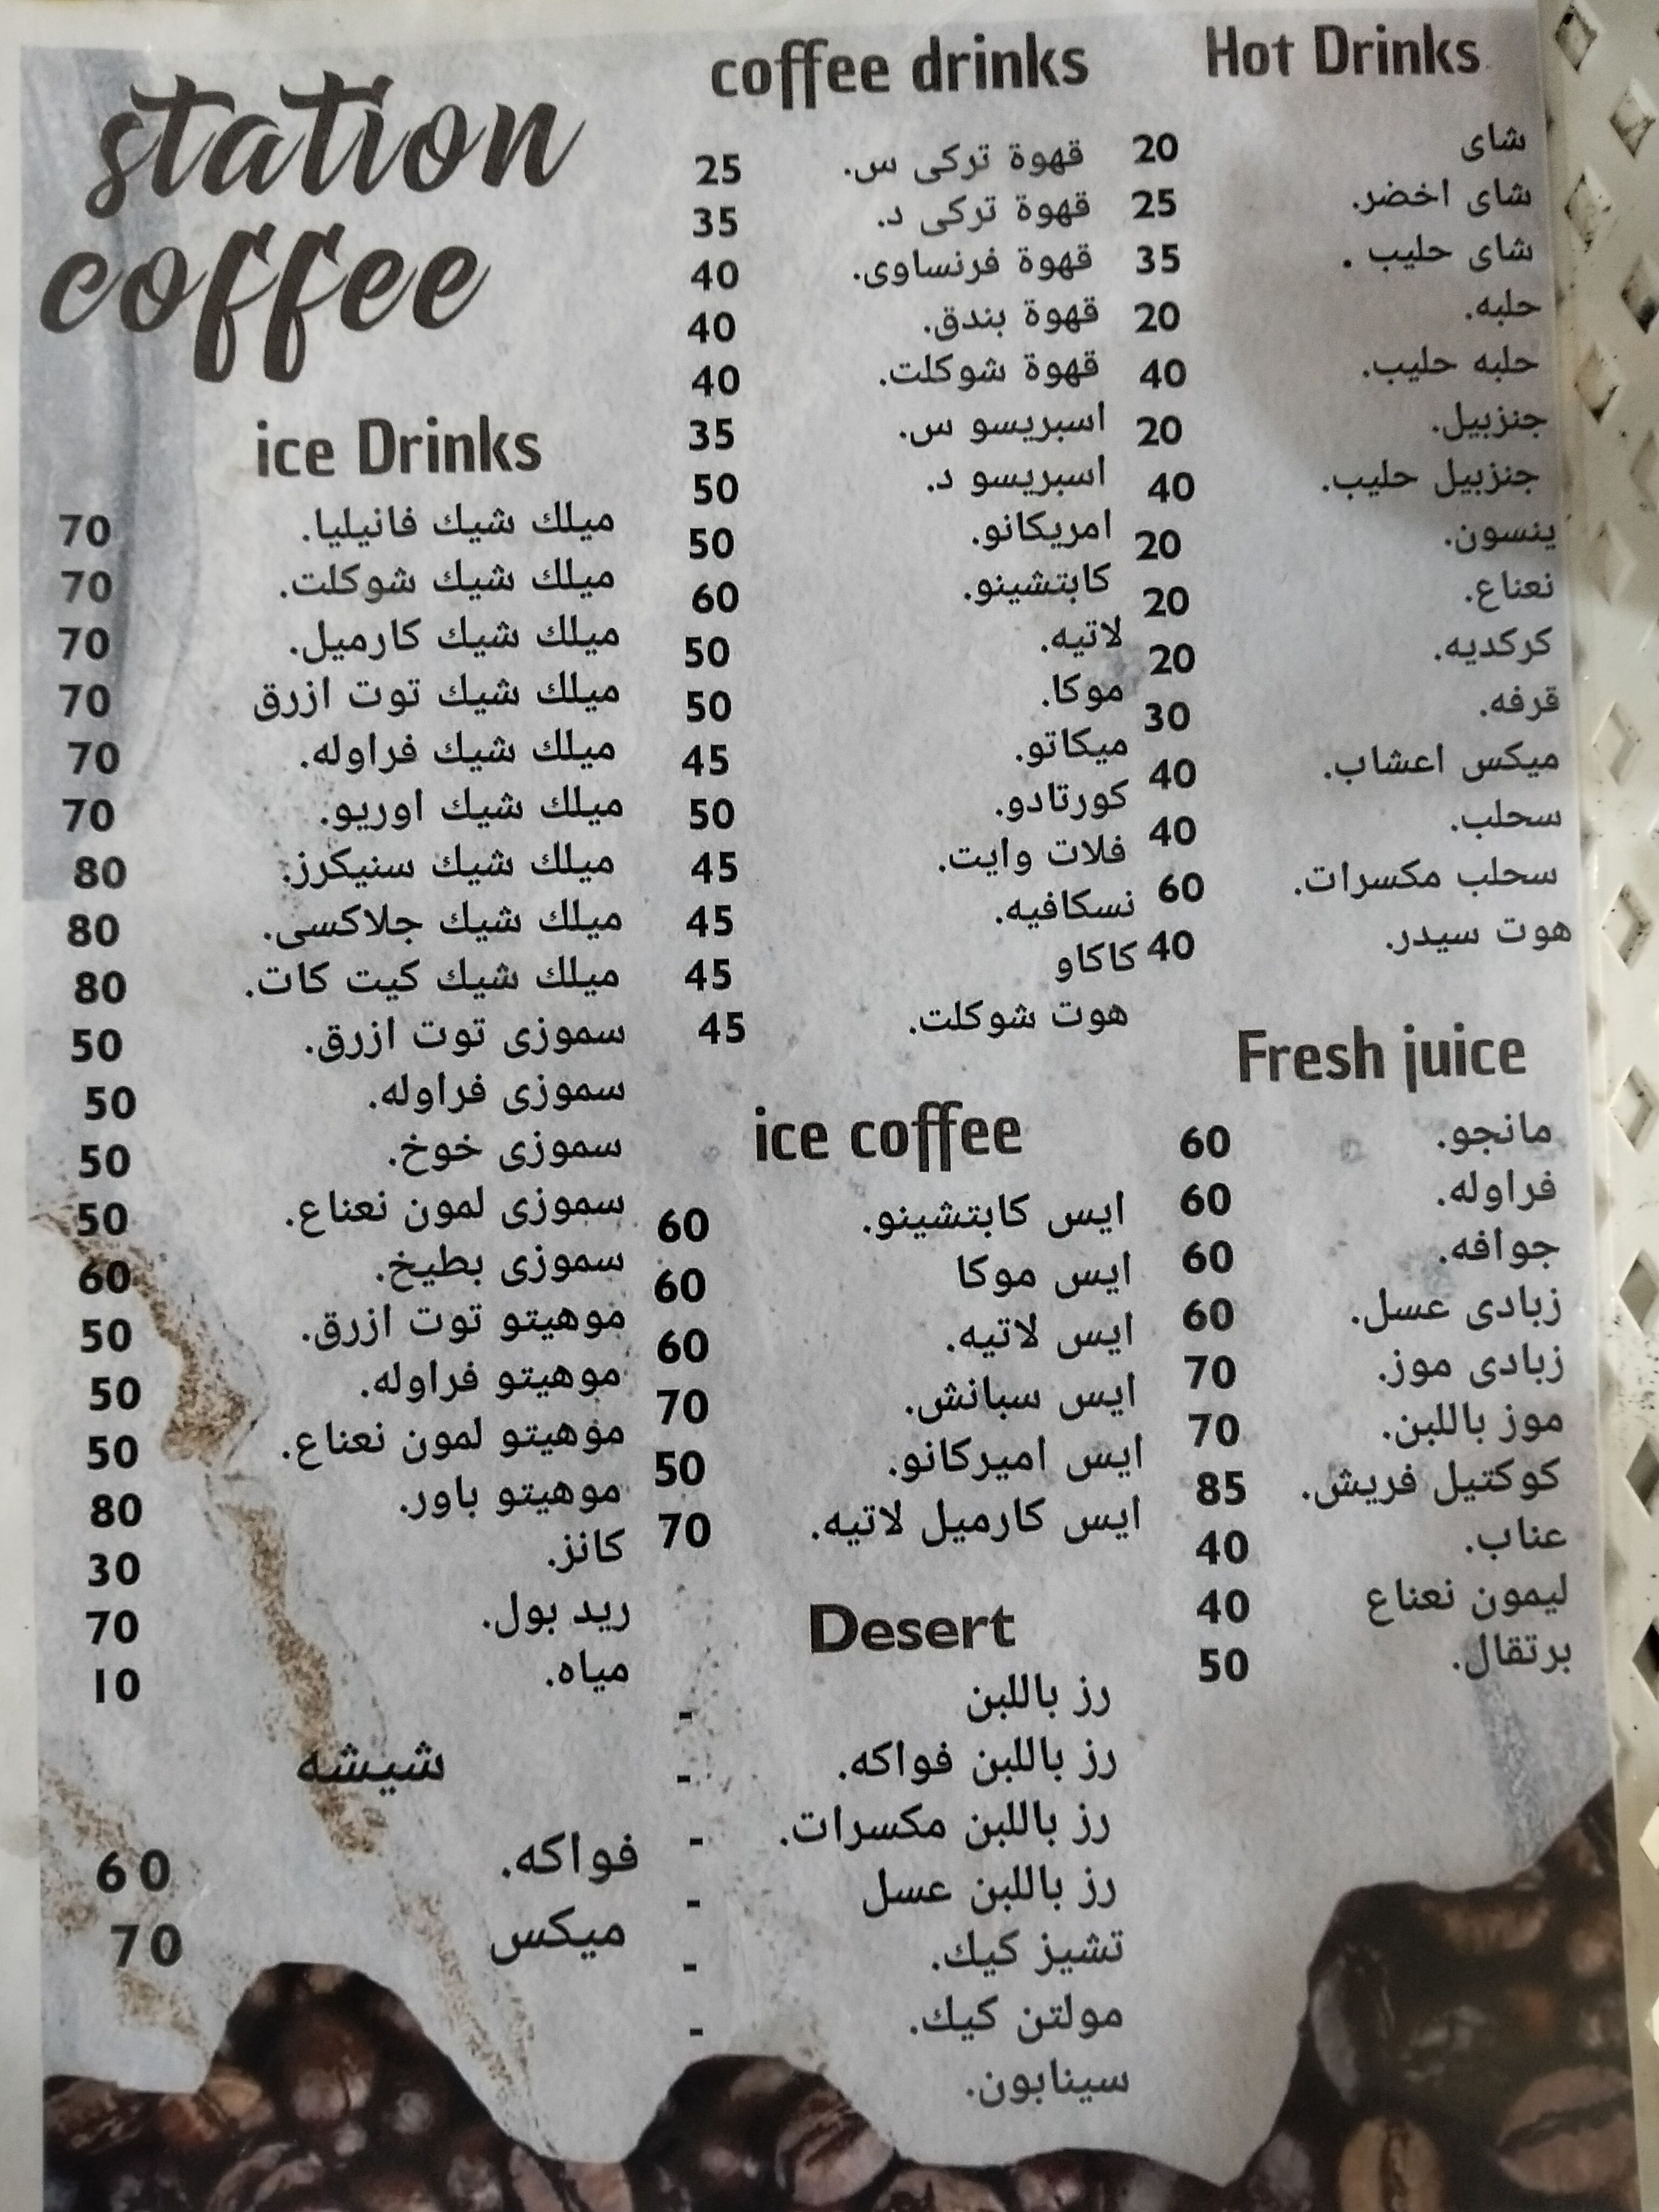 station
coffee
Hot Drinks
شاى 20
شاى اخضر. 25
شاى حليب . 35
حلبه. 20
حلبه حليب. 40
جنزبيل. 20
جنزبيل حليب. 40
ينسون. 20
نعناع. 20
كركديه. 20
قرفه. 30
ميكس اعشاب. 40
سحلب. 40
سحلب مكسرات. 60
هوت سيدر. 40
Fresh juice
مانجو. 60
فراوله. 60
جوافه. 60
زبادى عسل. 60
زبادى موز. 70
موز باللبن. 70
كوكتيل فريش. 85
عناب. 40
ليمون نعناع 40
برتقال. 50
coffee drinks
قهوة تركى س. 25
قهوة تركى د. 35
قهوة فرنساوى. 40
قهوة بندق. 40
قهوة شوكلت. 40
اسبريسو س. 35
اسبريسو د. 50
امريكانو. 50
كابتشينو. 60
لاتيه. 50
موكا. 50
ميكاتو. 45
كورتادو. 50
فلات وايت. 45
نسكافيه. 45
كاكاو 45
هوت شوكلت. 45
ice coffee
ايس كابتشينو. 60
ايس موكا 60
ايس لاتيه. 60
ايس سبانش. 70
ايس اميركانو. 50
ايس كارميل لاتيه. 70
Desert
رز باللبن -
رز باللبن فواكه. -
رز باللبن مكسرات. -
رز باللبن عسل -
تشيز كيك. -
مولتن كيك. -
سينابون.
ice Drinks
ميلك شيك فانيليا. 70
ميلك شيك شوكلت. 70
ميلك شيك كارميل. 70
ميلك شيك توت ازرق 70
ميلك شيك فراوله. 70
ميلك شيك اوريو. 70
ميلك شيك سنيكرز. 80
ميلك شيك جلاكسى. 80
ميلك شيك كيت كات. 80
سموزى توت ازرق. 50
سموزى فراوله. 50
سموزى خوخ. 50
سموزى لمون نعناع. 50
سموزى بطيخ. 60
موهيتو توت ازرق. 50
موهيتو فراوله. 50
موهيتو لمون نعناع. 50
موهيتو باور. 80
كانز. 30
ريد بول. 70
مياه. 10
شيشه
فواكه. 60
ميكس 70